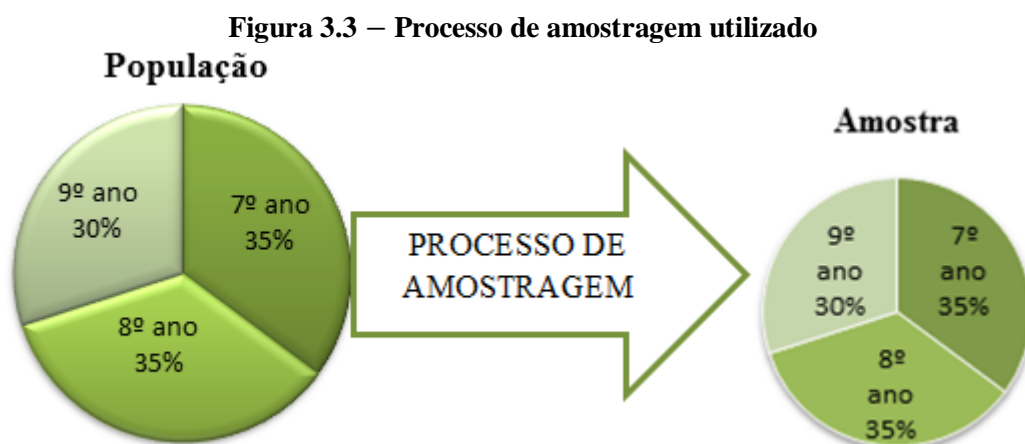 Figura 3.3 – Processo de amostragem utilizado
População
9º ano
30%
7º ano
35%
8º ano
35%
PROCESSO DE
AMOSTRAGEM
Amostra
9º
ano
30%
7º
ano
35%
8º
ano
35%